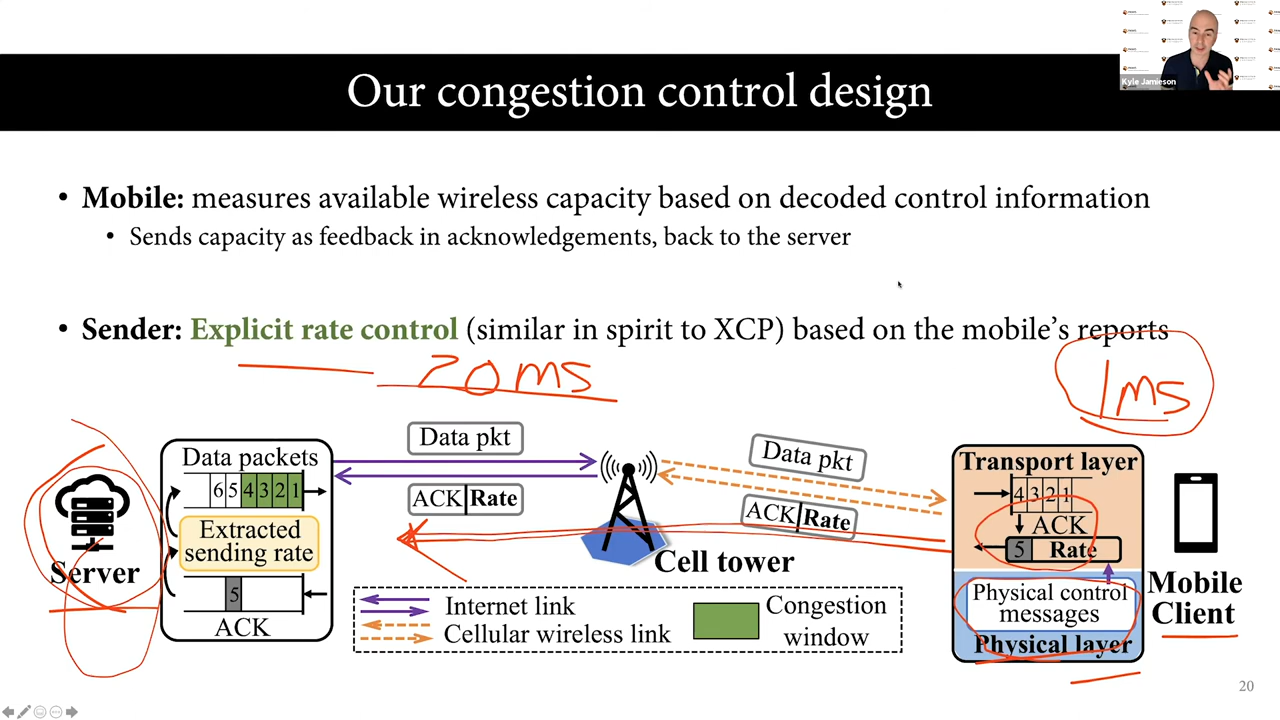 Kyle Jamieson
Our congestion control design
• Mobile: measures available wireless capacity based on decoded control information
• Sends capacity as feedback in acknowledgements, back to the server
• Sender: Explicit rate control (similar in spirit to XCP) based on the mobile's reports
20ms
1ms
Data packets
6 5 4 3 2 1
Extracted
sending rate
5
ACK
Server
Data pkt
ACK Rate
Data pkt
ACK Rate
Cell tower
Internet link
Cellular wireless link
Congestion
window
Transport layer
4 3 2 1
ACK
5 Rate
Physical control
messages
Physical layer
Mobile
Client
20